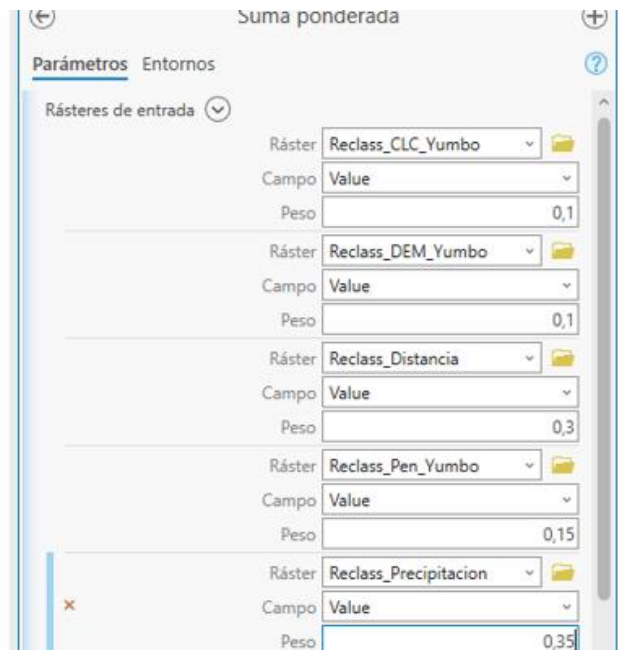 Suma ponderada
Parámetros Entornos
Rásteres de entrada
Ráster Reclass_CLC_Yumbo
Campo Value
Peso 0,1
Ráster Reclass_DEM_Yumbo
Campo Value
Peso 0,1
Ráster Reclass_Distancia
Campo Value
Peso 0,3
Ráster Reclass_Pen_Yumbo
Campo Value
Peso 0,15
Ráster Reclass_Precipitacion
Campo Value
Peso 0,35